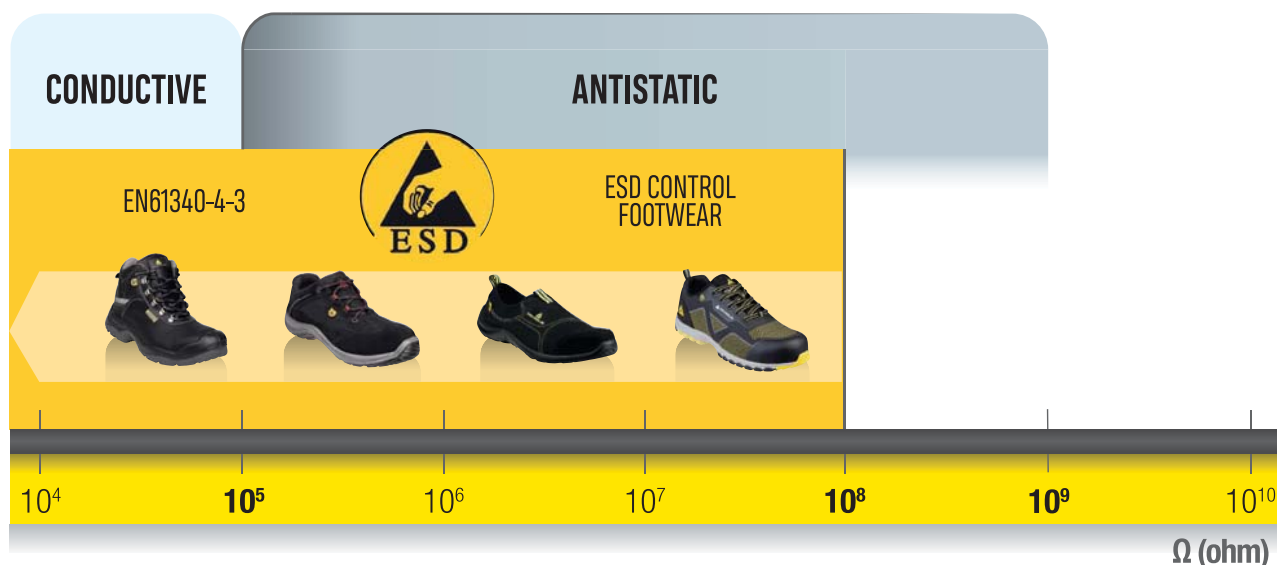 CONDUCTIVE
ANTISTATIC
EN61340-4-3
ESD
ESD CONTROL
FOOTWEAR
10⁴
10⁵
10⁶
10⁷
10⁸
10⁹
10¹⁰
Ω (ohm)